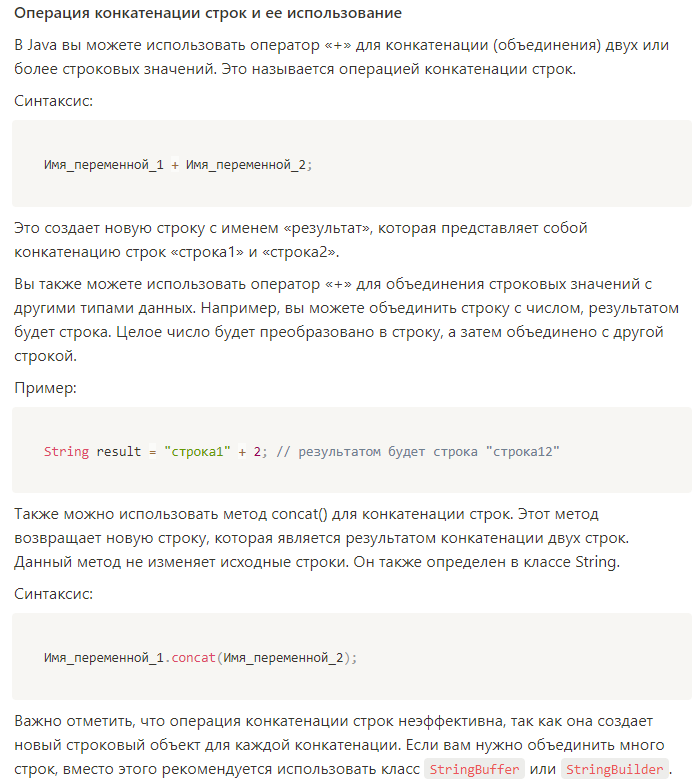 Операция конкатенации строк и ее использование
В Java вы можете использовать оператор «+» для конкатенации (объединения) двух или
более строковых значений. Это называется операцией конкатенации строк.
Синтаксис:
Имя_переменной_1 + Имя_переменной_2;
Это создает новую строку с именем «результат», которая представляет собой
конкатенацию строк «строка1» и «строка2».
Вы также можете использовать оператор «+» для объединения строковых значений с
другими типами данных. Например, вы можете объединить строку с числом, результатом
будет строка. Целое число будет преобразовано в строку, а затем объединено с другой
строкой.
Пример:
String result = "строка1" + 2; // результатом будет строка "строка12"
Также можно использовать метод concat() для конкатенации строк. Этот метод
возвращает новую строку, которая является результатом конкатенации двух строк.
Данный метод не изменяет исходные строки. Он также определен в классе String.
Синтаксис:
Имя_переменной_1.concat(Имя_переменной_2);
Важно отметить, что операция конкатенации строк неэффективна, так как она создает
новый строковый объект для каждой конкатенации. Если вам нужно объединить много
строк, вместо этого рекомендуется использовать класс StringBuffer или StringBuilder.